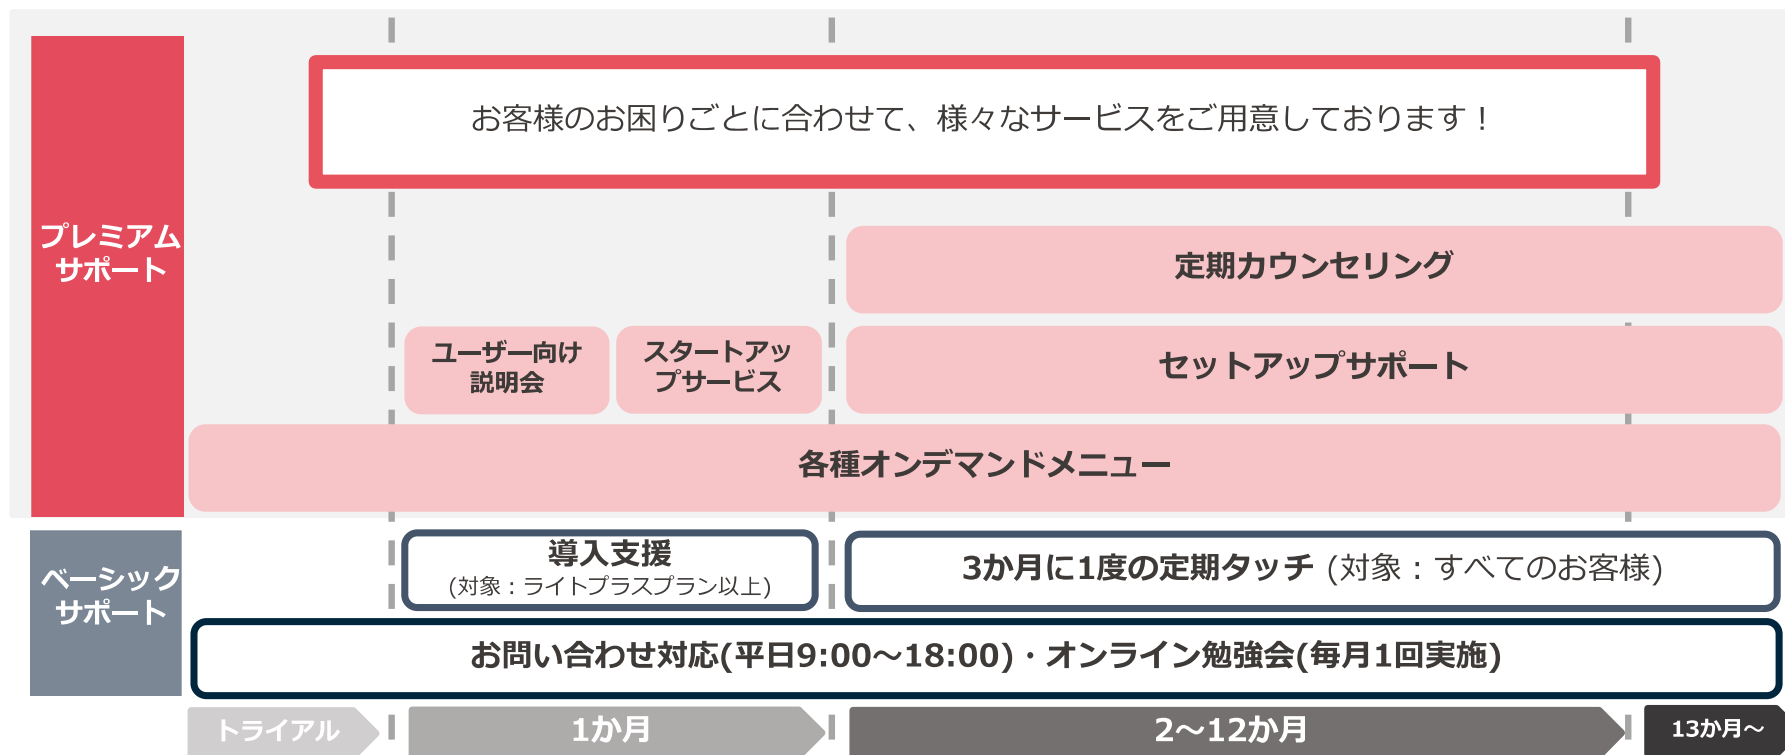 お客様のお困りごとに合わせて、様々なサービスをご用意しております！
プレミアム
サポート
定期カウンセリング
ユーザー向け
説明会
スタートアッ
プサービス
セットアップサポート
各種オンデマンドメニュー
ベーシック
サポート
導入支援
(対象：ライトプラスプラン以上)
3か月に1度の定期タッチ (対象：すべてのお客様)
お問い合わせ対応(平日9:00～18:00)・オンライン勉強会(毎月1回実施)
トライアル
1か月
2～12か月
13か月～